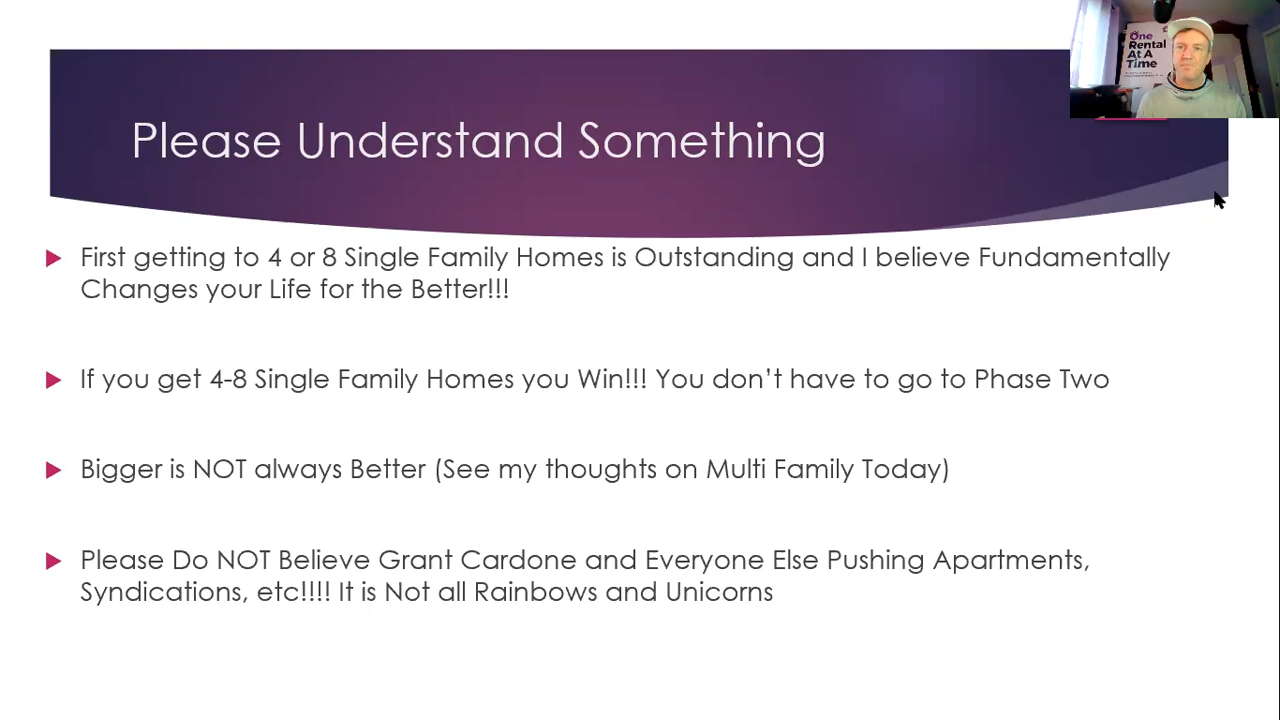 Please Understand Something
One
Rental
At A
Time
First getting to 4 or 8 Single Family Homes is Outstanding and I believe Fundamentally
Changes your Life for the Better!!!
If you get 4-8 Single Family Homes you Win!!! You don’t have to go to Phase Two
Bigger is NOT always Better (See my thoughts on Multi Family Today)
Please Do NOT Believe Grant Cardone and Everyone Else Pushing Apartments,
Syndications, etc!!!! It is Not all Rainbows and Unicorns